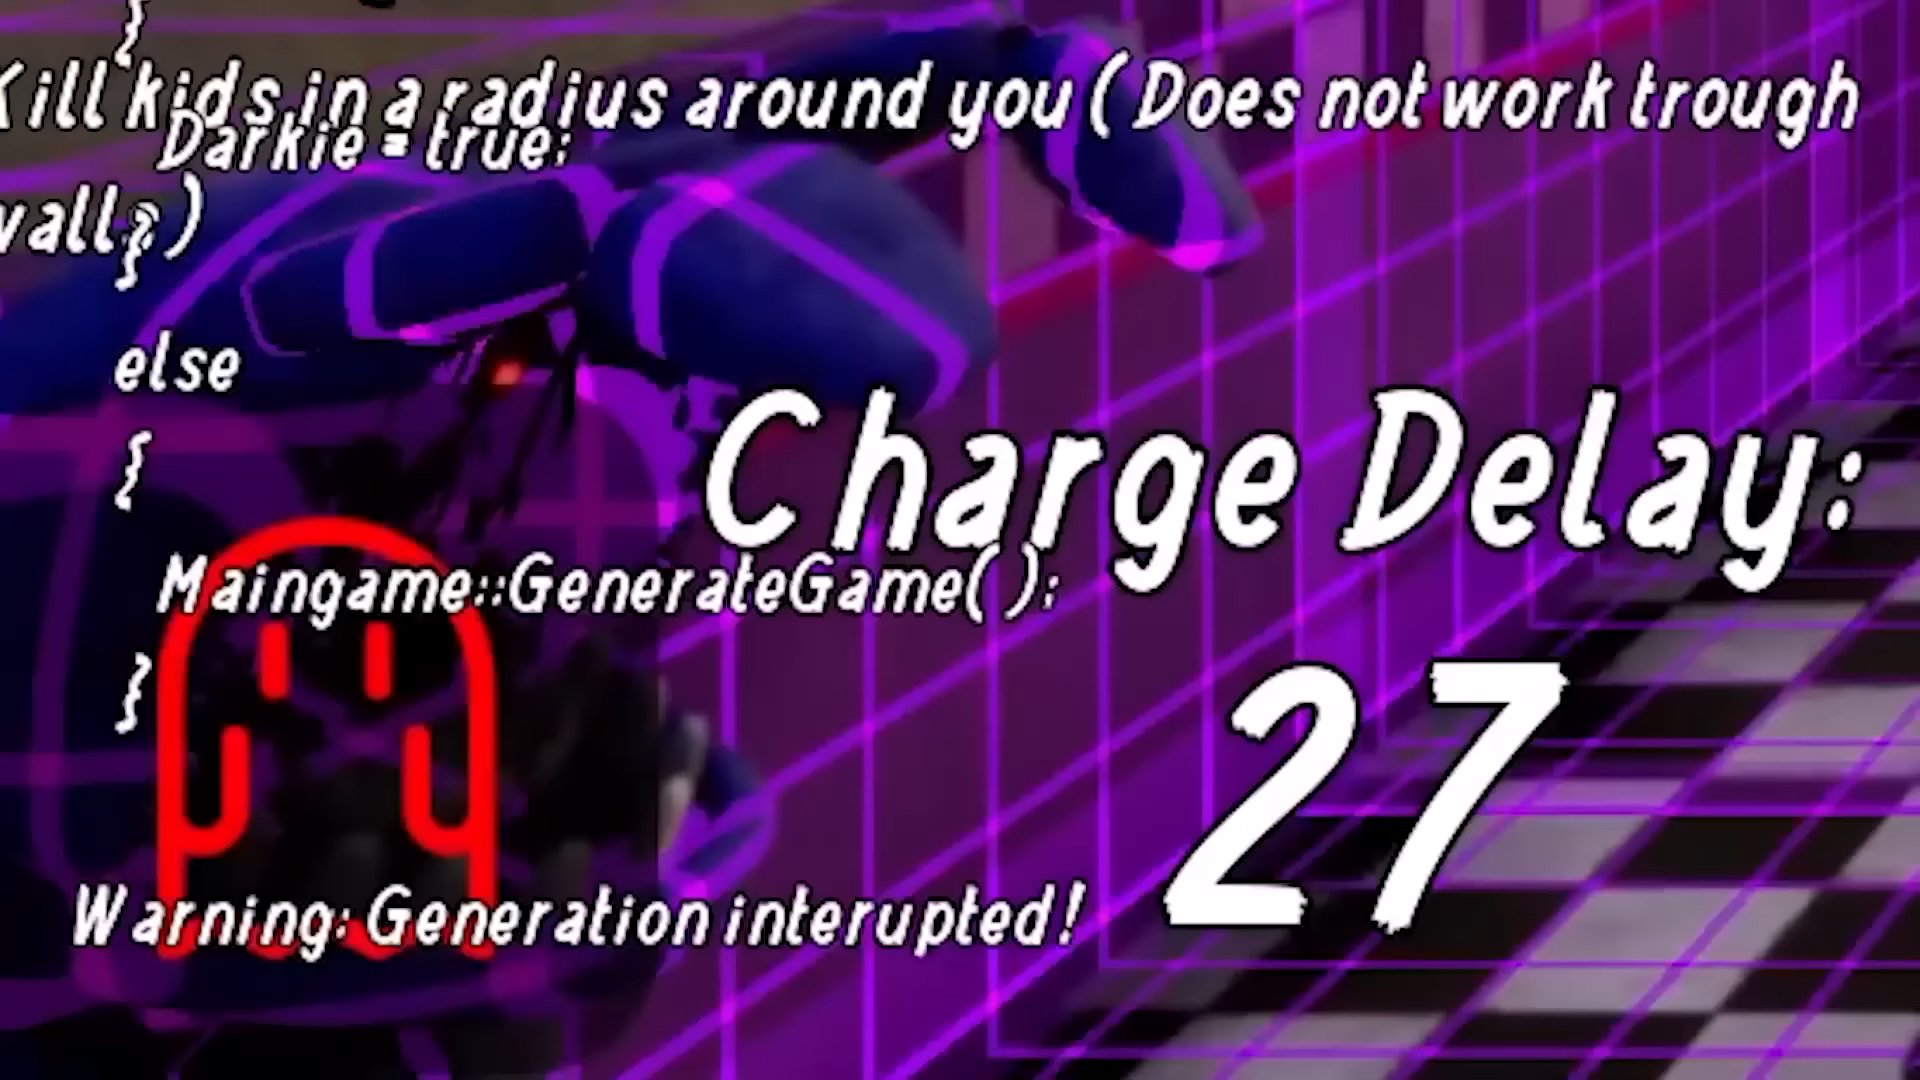 }
Kill kids in a radius around you ( Does not work trough
Darkie = true;
walls )
}
else
{
Charge Delay:
Maingame::GenerateGame( );
27
}
Warning: Generation interupted!